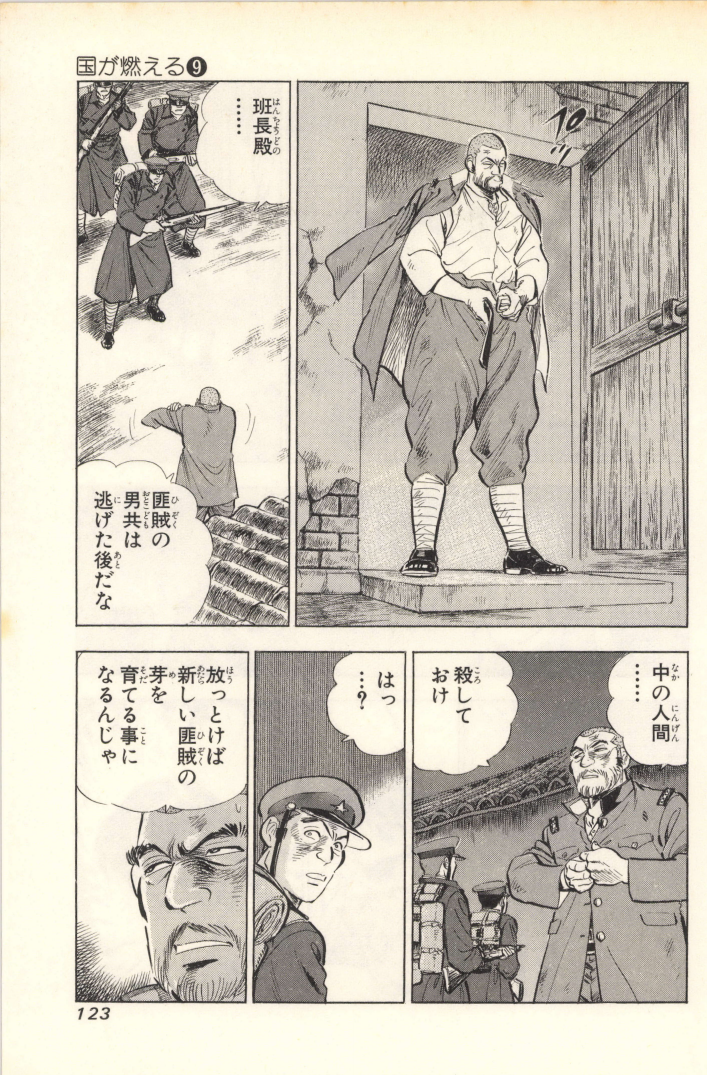 国が燃える❾
班長殿
……
匪賊の
男共は
逃げた後だな
中の人間
……
殺して
おけ
はっ
…?
放っとけば
新しい匪賊の
芽を
育てる事に
なるんじゃ
123